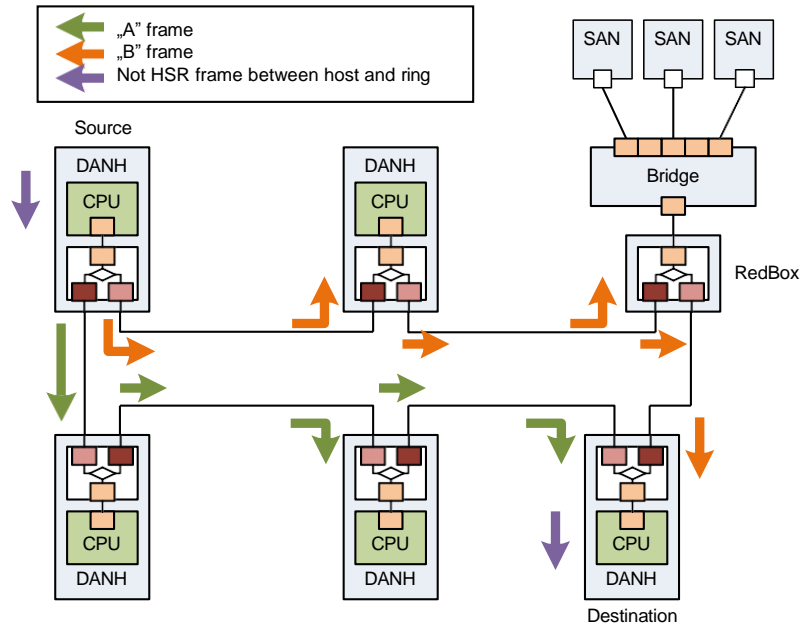 „A” frame
„B” frame
Not HSR frame between host and ring
SAN
SAN
SAN
Source
DANH
CPU
DANH
CPU
Bridge
RedBox
CPU
DANH
CPU
DANH
CPU
DANH
Destination